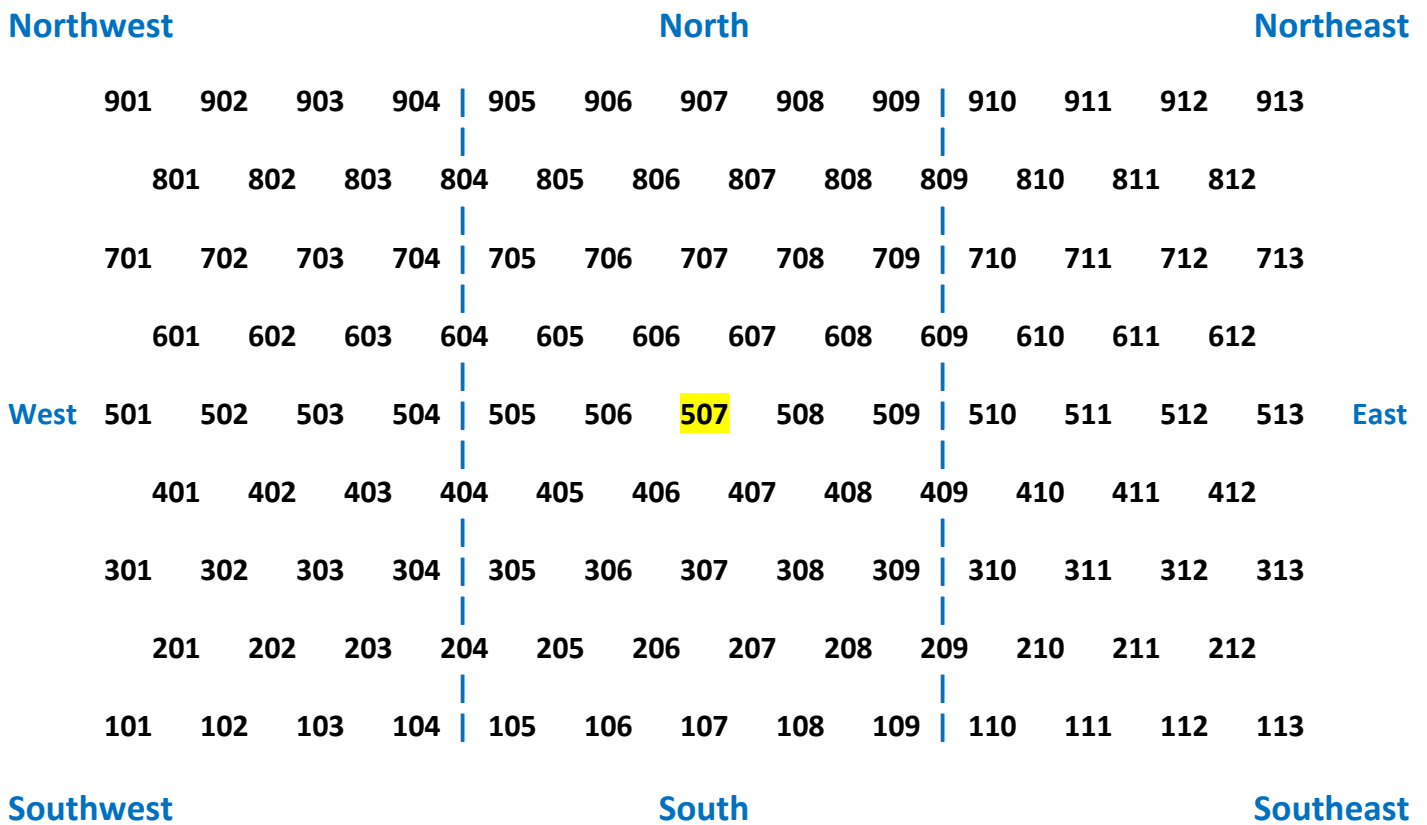 Northwest North Northeast
901 902 903 904 | 905 906 907 908 909 | 910 911 912 913
801 802 803 804 805 806 807 808 809 810 811 812
701 702 703 704 | 705 706 707 708 709 | 710 711 712 713
601 602 603 604 605 606 607 608 609 610 611 612
West 501 502 503 504 | 505 506 507 508 509 | 510 511 512 513 East
401 402 403 404 405 406 407 408 409 410 411 412
301 302 303 304 | 305 306 307 308 309 | 310 311 312 313
201 202 203 204 205 206 207 208 209 210 211 212
101 102 103 104 | 105 106 107 108 109 | 110 111 112 113
Southwest South Southeast